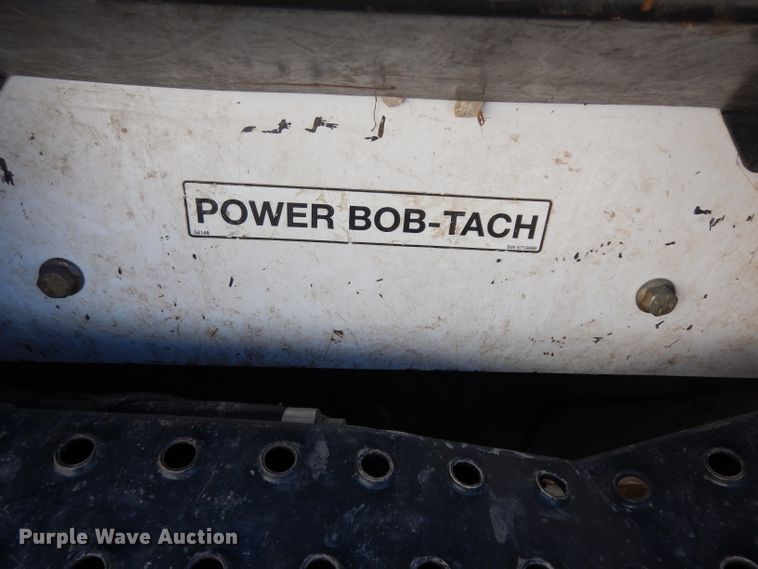 POWER BOB-TACH
Purple Wave Auction